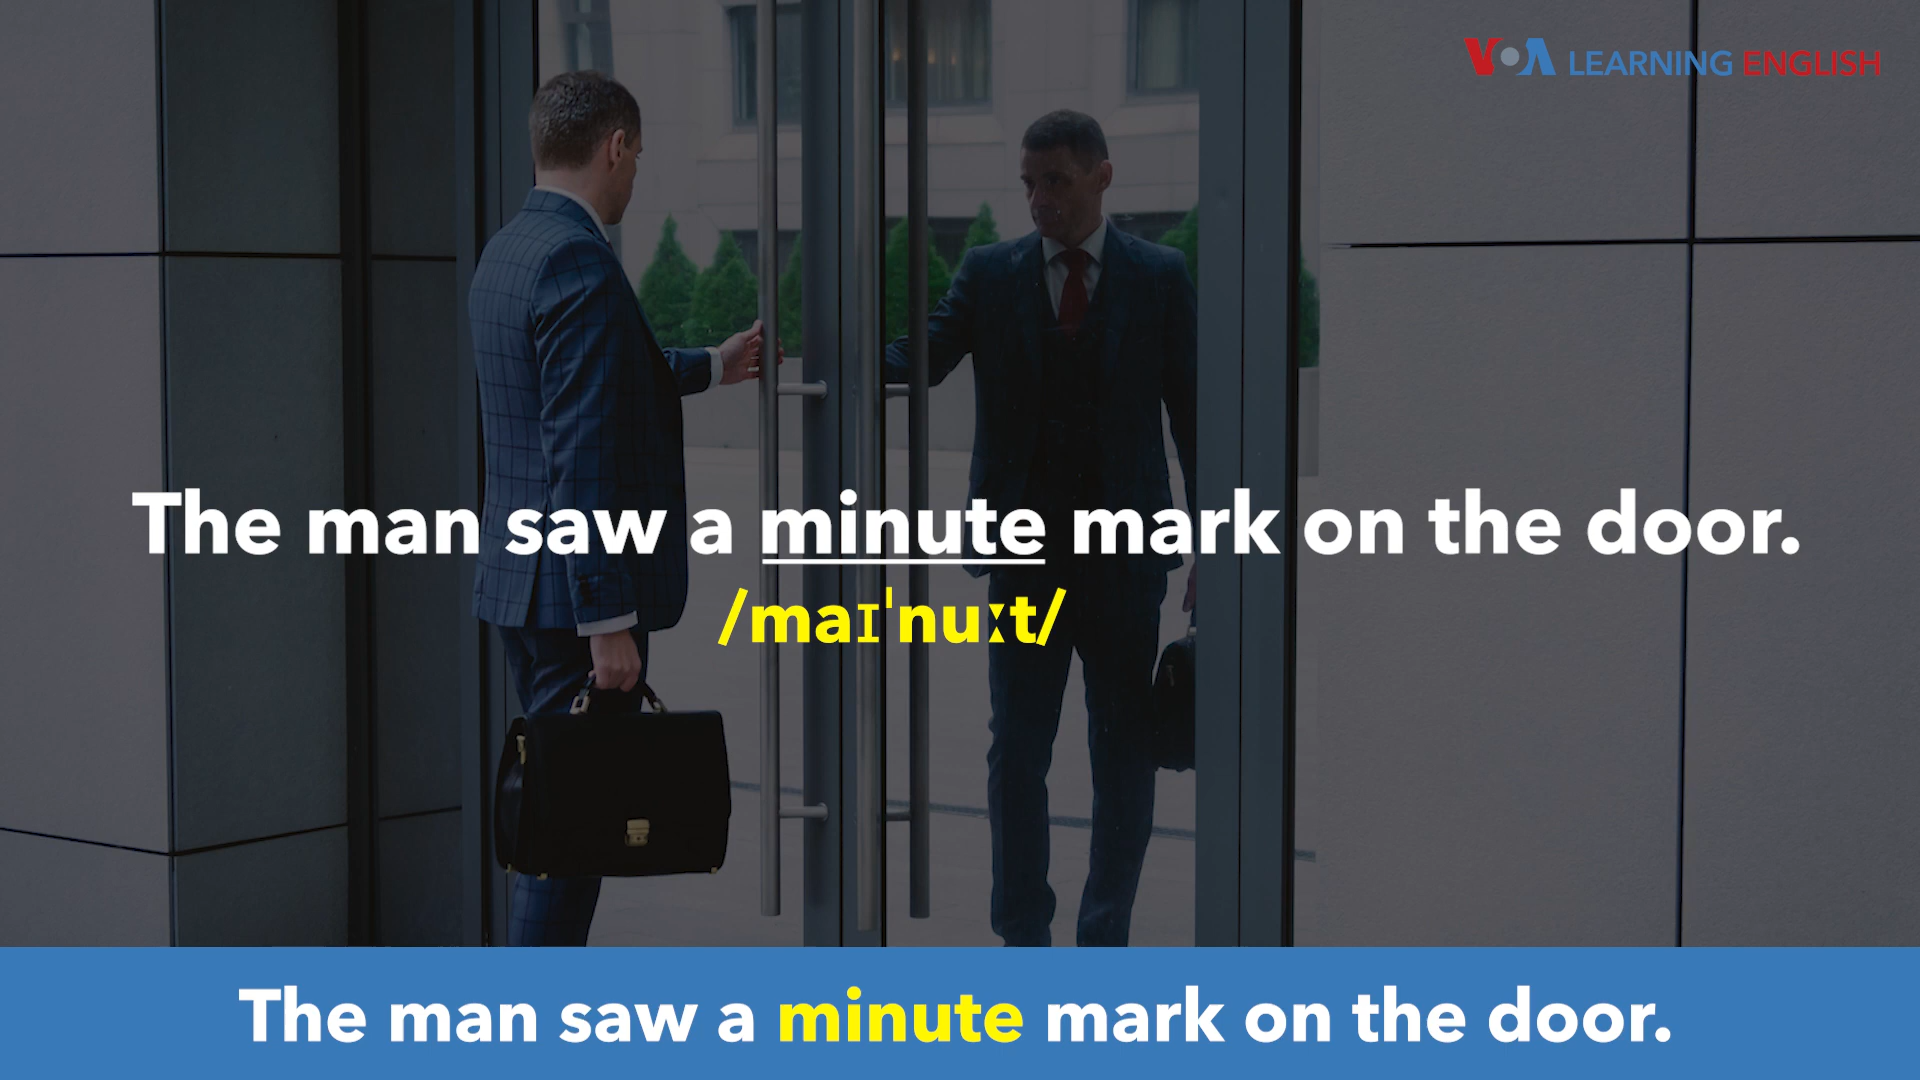 VOA LEARNING ENGLISH
The man saw a minute mark on the door.
/maɪˈnuːt/
The man saw a minute mark on the door.